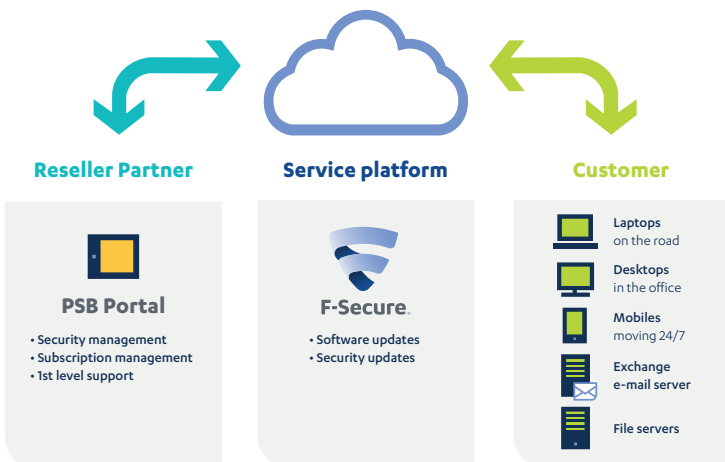 Reseller Partner
Service platform
Customer
PSB Portal
• Security management
• Subscription management
• 1st level support
F-Secure.
• Software updates
• Security updates
Laptops
on the road
Desktops
in the office
Mobiles
moving 24/7
Exchange
e-mail server
File servers